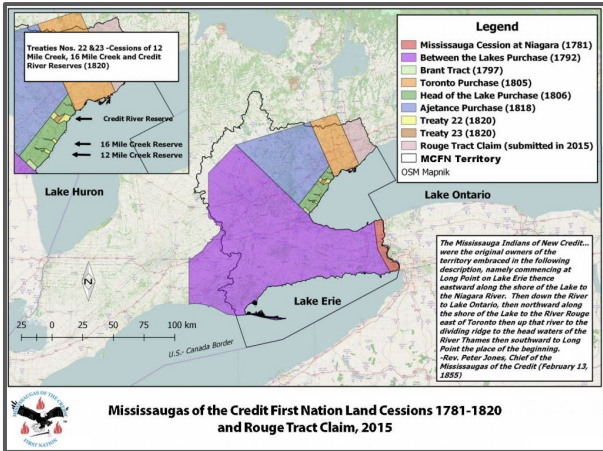 Treaties Nos. 22 &23 -Cessions of 12
Mile Creek, 16 Mile Creek and Credit
River Reserves (1820)
Credit River Reserve
16 Mile Creek Reserve
12 Mile Creek Reserve
Legend
Mississauga Cession at Niagara (1781)
Between the Lakes Purchase (1792)
Brant Tract (1797)
Toronto Purchase (1805)
Head of the Lake Purchase (1806)
Ajetance Purchase (1818)
Treaty 22 (1820)
Treaty 23 (1820)
Rouge Tract Claim (submitted in 2015)
MCFN Territory
OSM Mapnik
Lake Huron
Lake Ontario
Lake Erie
N
25 0 25 50 75 100 km
U.S.- Canada Border
The Mississauga Indians of New Credit...
were the original owners of the
territory embraced in the following
description, namely commencing at
Long Point on Lake Erie thence
eastward along the shore of the Lake to
the Niagara River. Then down the River
to Lake Ontario, then northward along
the shore of the Lake to the River Rouge
east of Toronto then up that river to the
dividing ridge to the head waters of the
River Thames then southward to Long
Point the place of the beginning.
-Rev. Peter Jones, Chief of the
Mississaugas of the Credit (February 13,
1855)
MISSISSAUGAS OF THE CREDIT
FIRST NATION
Mississaugas of the Credit First Nation Land Cessions 1781-1820
and Rouge Tract Claim, 2015